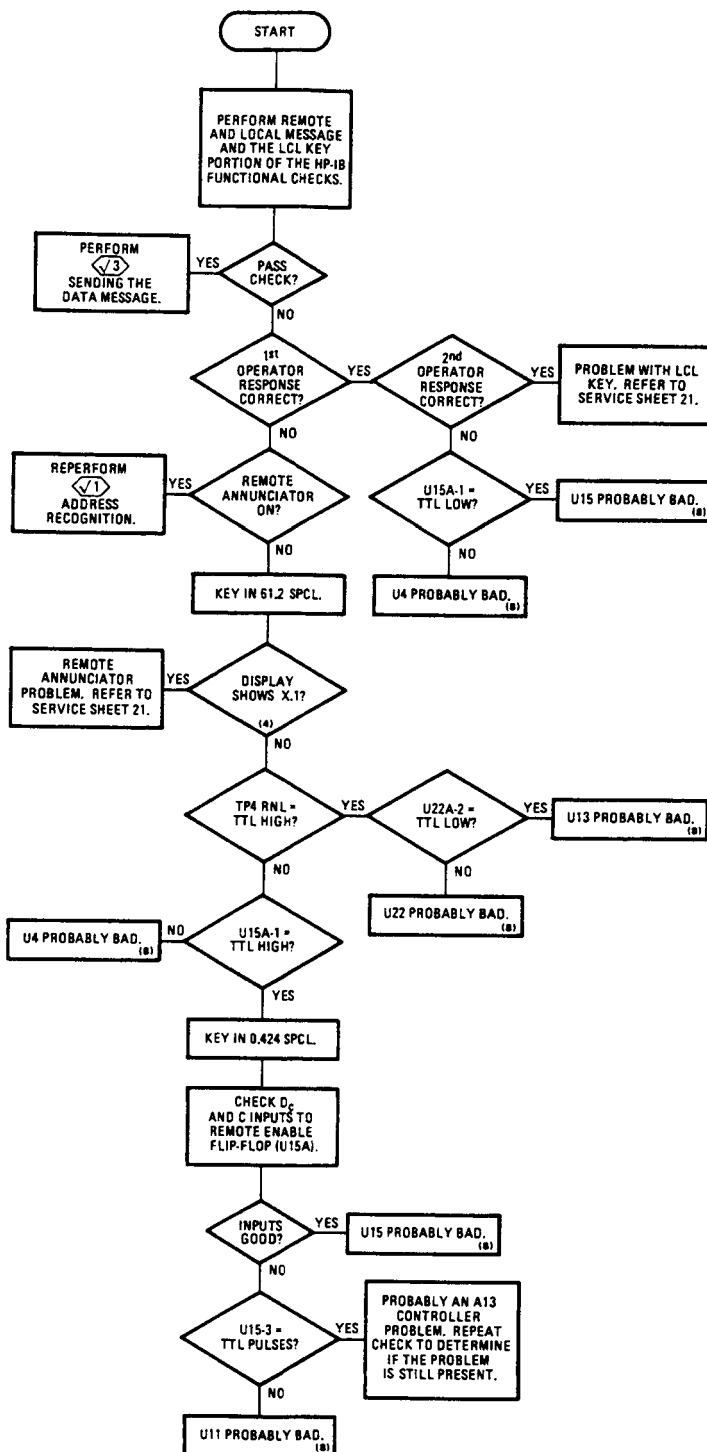 START
PERFORM REMOTE
AND LOCAL MESSAGE
AND THE LCL KEY
PORTION OF THE HP-IB
FUNCTIONAL CHECKS.
PASS
CHECK?
YES
PERFORM
√3
SENDING THE
DATA MESSAGE.
NO
1st
OPERATOR
RESPONSE
CORRECT?
YES
2nd
OPERATOR
RESPONSE
CORRECT?
YES
PROBLEM WITH LCL
KEY. REFER TO
SERVICE SHEET 21.
NO
NO
REMOTE
ANNUNCIATOR
ON?
YES
REPERFORM
√1
ADDRESS
RECOGNITION.
U15A-1 =
TTL LOW?
YES
U15 PROBABLY BAD.
(8)
NO
NO
KEY IN 61.2 SPCL.
U4 PROBABLY BAD.
(8)
DISPLAY
SHOWS X.1?
(4)
YES
REMOTE
ANNUNCIATOR
PROBLEM. REFER TO
SERVICE SHEET 21.
NO
TP4 RNL =
TTL HIGH?
YES
U22A-2 =
TTL LOW?
YES
U13 PROBABLY BAD.
(8)
NO
NO
U22 PROBABLY BAD.
(8)
U15A-1 =
TTL HIGH?
NO
U4 PROBABLY BAD.
(8)
YES
KEY IN 0.424 SPCL.
CHECK DC
AND C INPUTS TO
REMOTE ENABLE
FLIP-FLOP (U15A).
INPUTS
GOOD?
YES
U15 PROBABLY BAD.
(8)
NO
U15-3 =
TTL PULSES?
YES
PROBABLY AN A13
CONTROLLER
PROBLEM. REPEAT
CHECK TO DETERMINE
IF THE PROBLEM
IS STILL PRESENT.
NO
U11 PROBABLY BAD.
(8)